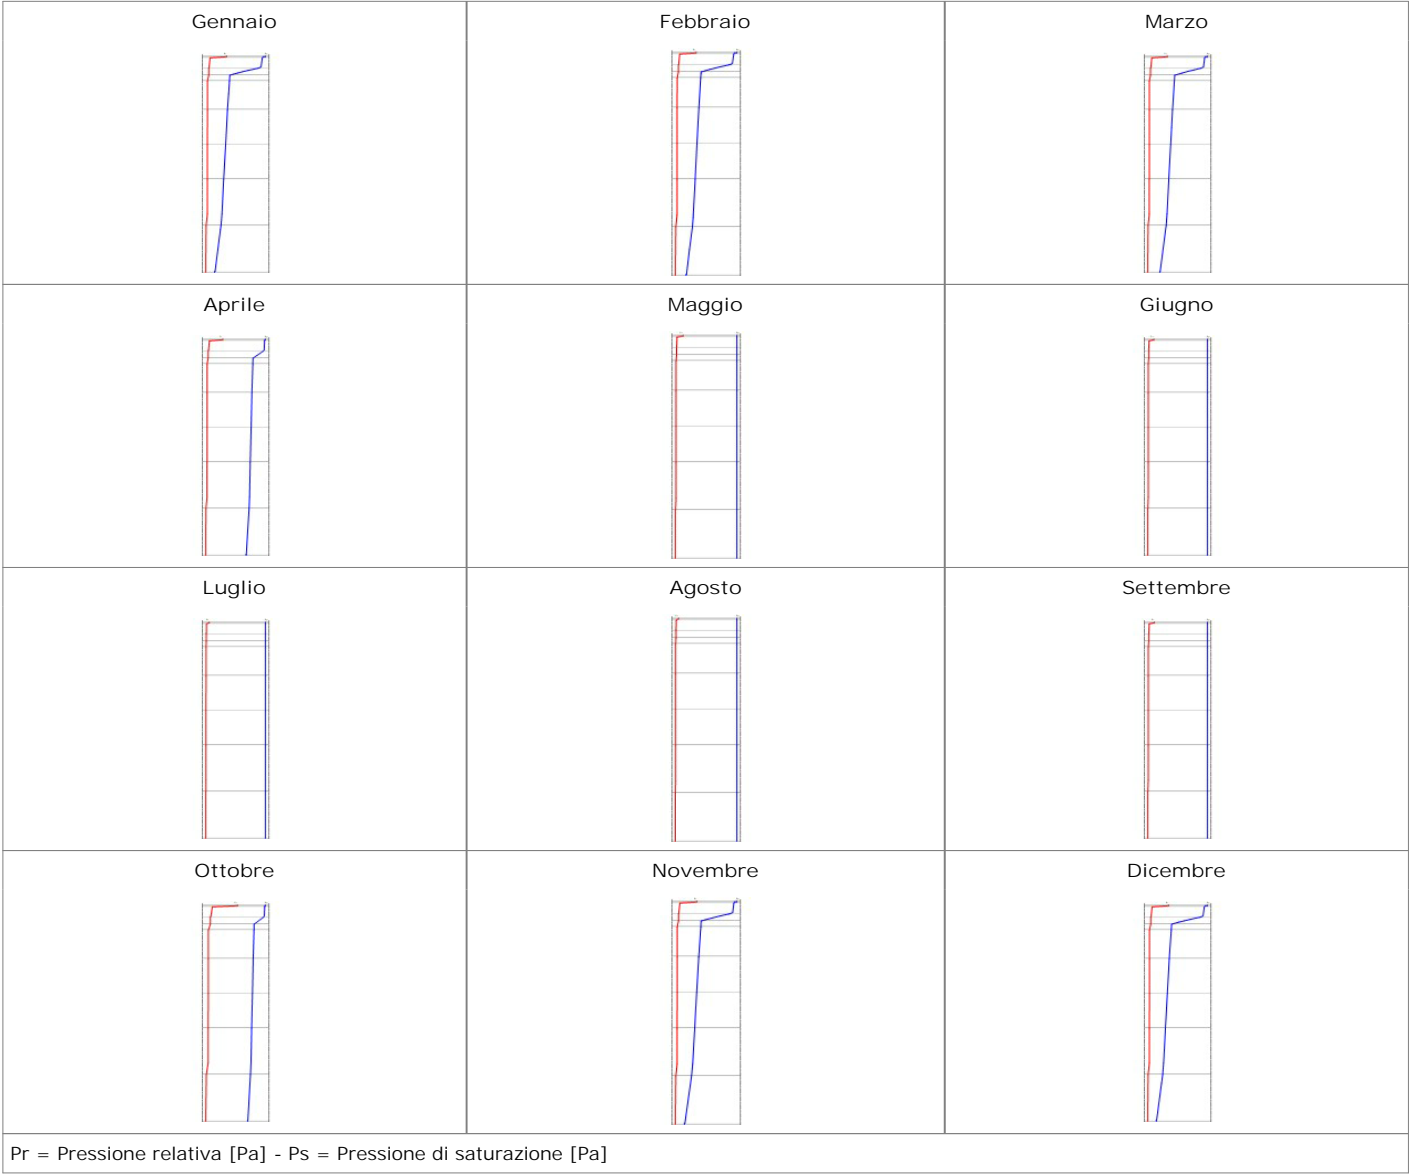 Gennaio
Febbraio
Marzo
Aprile
Maggio
Giugno
Luglio
Agosto
Settembre
Ottobre
Novembre
Dicembre
Pr = Pressione relativa [Pa] - Ps = Pressione di saturazione [Pa]